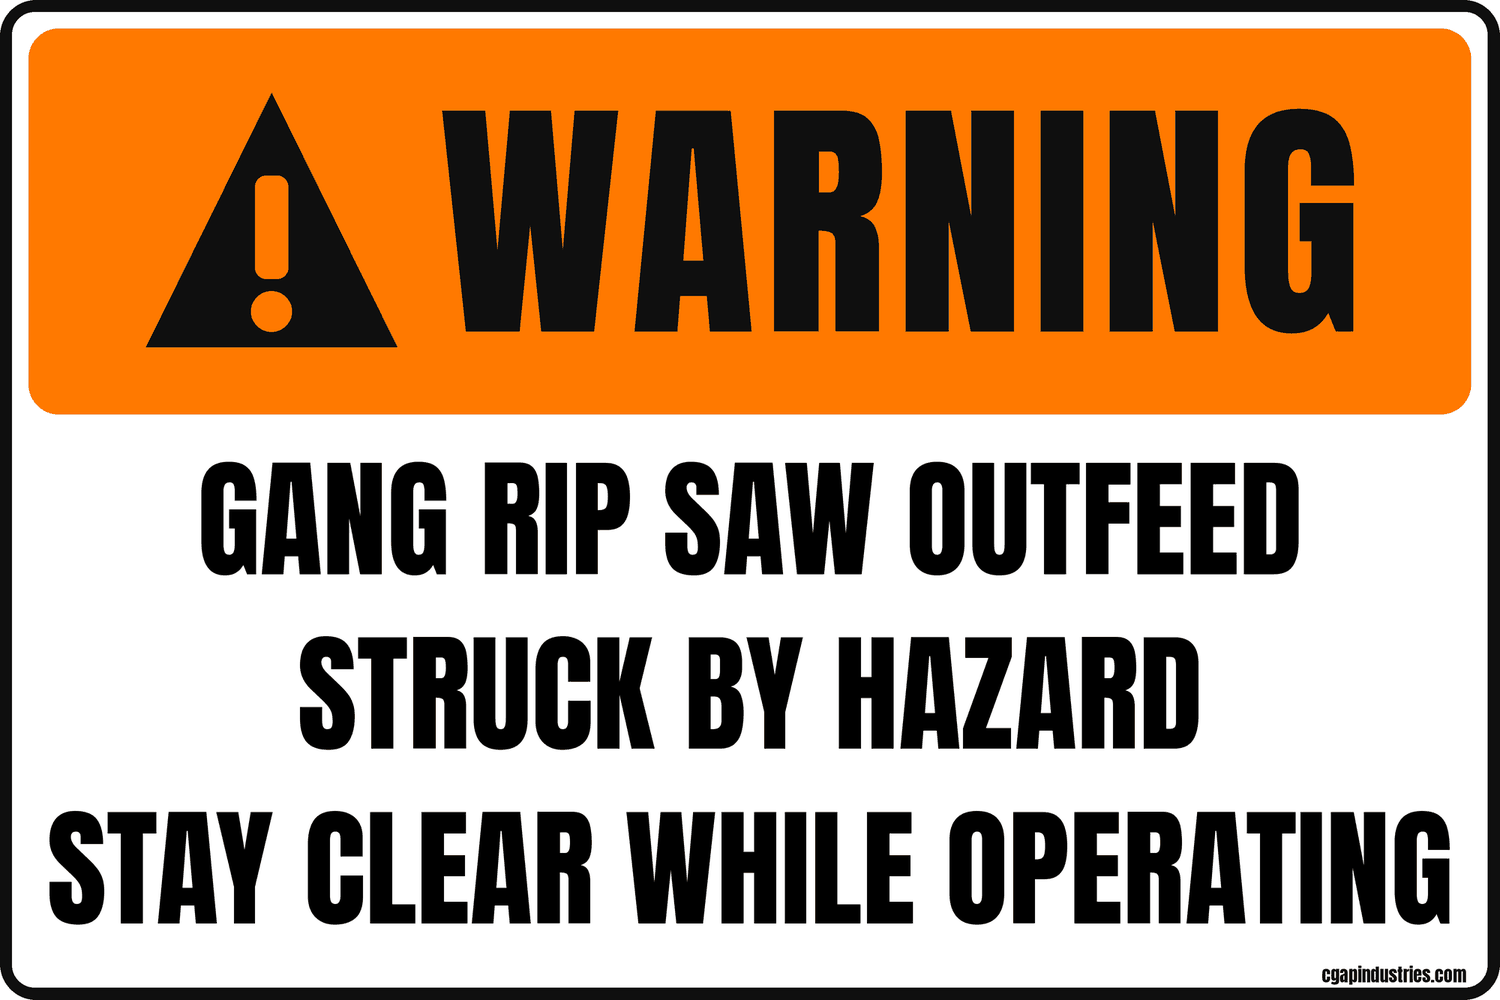 WARNING
GANG RIP SAW OUTFEED
STRUCK BY HAZARD
STAY CLEAR WHILE OPERATING
cgapindustries.com